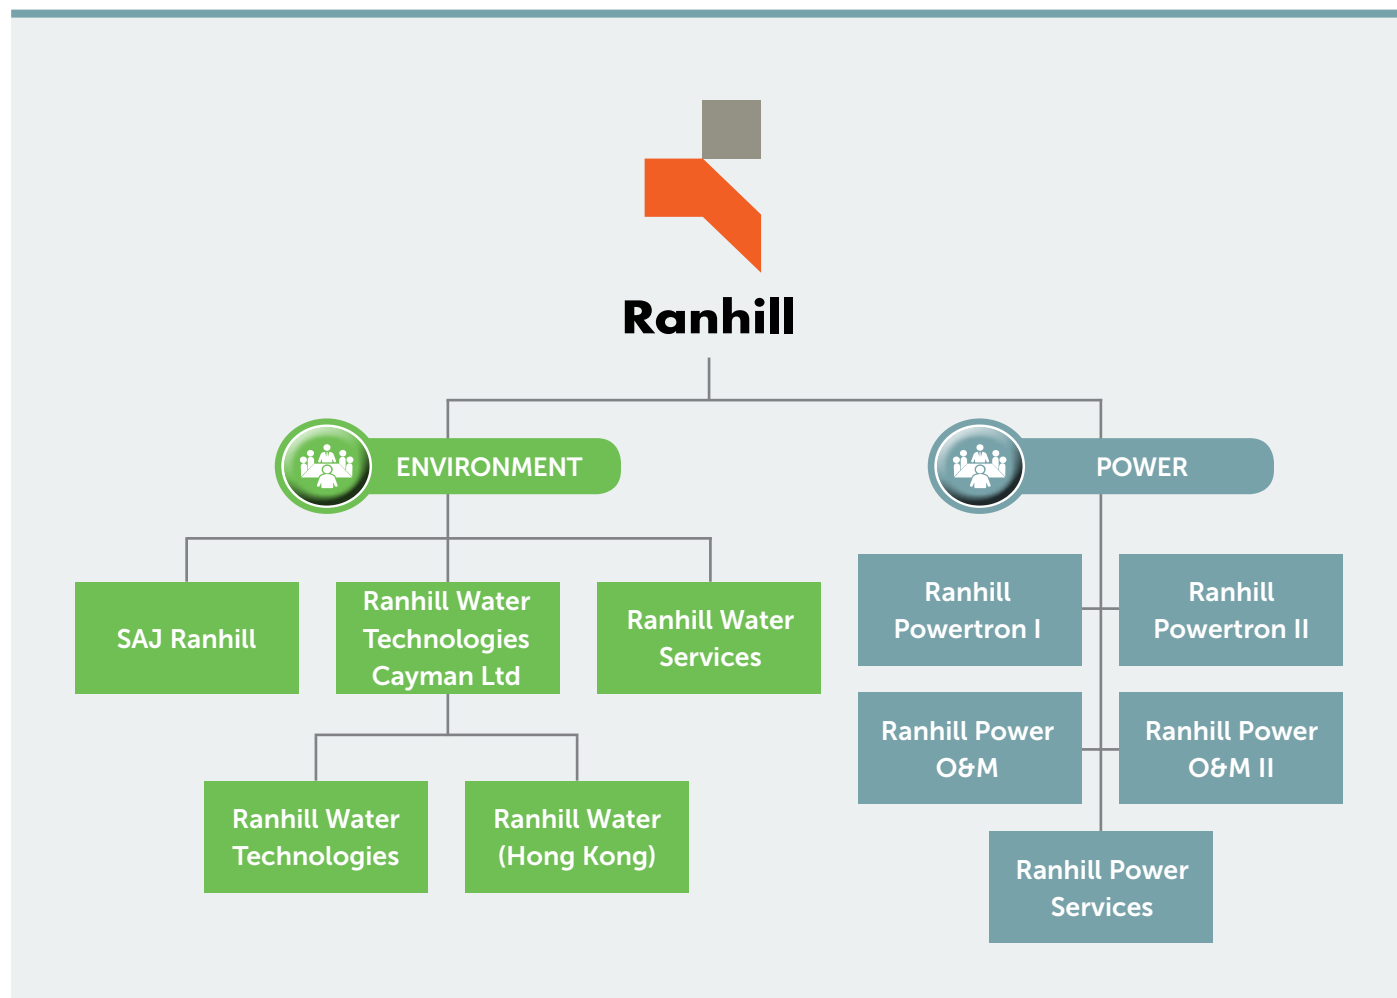 Ranhill
ENVIRONMENT
POWER
SAJ Ranhill
Ranhill Water
Technologies
Cayman Ltd
Ranhill Water
Services
Ranhill Water
Technologies
Ranhill Water
(Hong Kong)
Ranhill
Powertron I
Ranhill
Powertron II
Ranhill Power
O&M
Ranhill Power
O&M II
Ranhill Power
Services